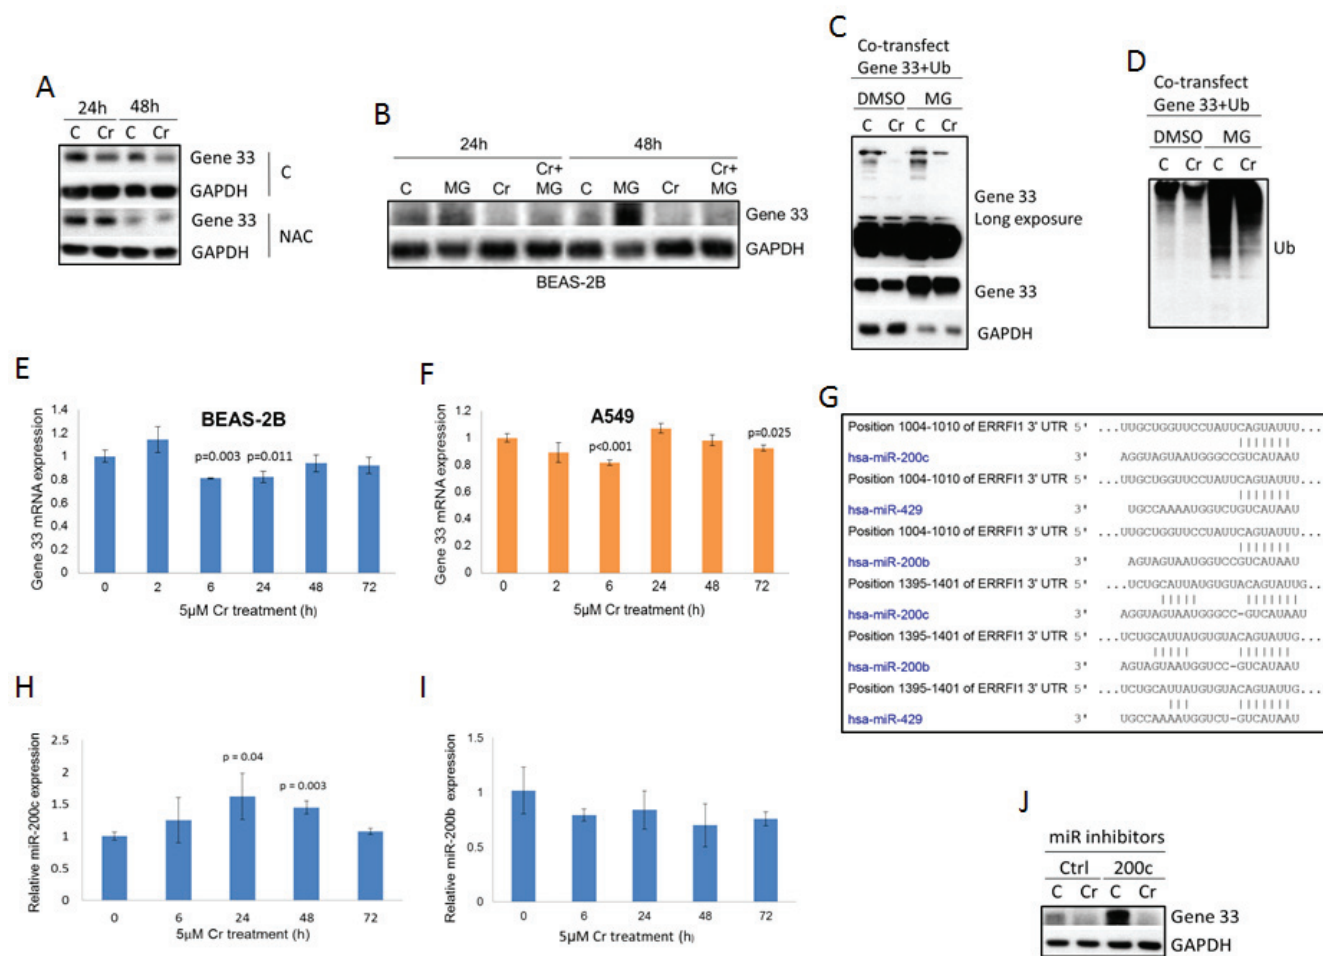 A
24h 48h
C Cr C Cr
Gene 33
GAPDH
C
Gene 33
GAPDH
NAC
B
24h 48h
C MG Cr Cr+ MG C MG Cr Cr+ MG
Gene 33
GAPDH
BEAS-2B
C
Co-transfect
Gene 33+Ub
DMSO MG
C Cr C Cr
Gene 33
Long exposure
Gene 33
GAPDH
D
Co-transfect
Gene 33+Ub
DMSO MG
C Cr C Cr
Ub
E
BEAS-2B
Gene 33 mRNA expression
1.4
1.2
1
0.8
0.6
0.4
0.2
0
p=0.003 p=0.011
0 2 6 24 48 72
5µM Cr treatment (h)
F
A549
Gene 33 mRNA expression
1.2
1
0.8
0.6
0.4
0.2
0
p<0.001
p=0.025
0 2 6 24 48 72
5µM Cr treatment (h)
G
Position 1004-1010 of ERRFI1 3' UTR 5' ...UUGCUGGUUCCUAUUCAGUAUUU...
hsa-miR-200c 3' AGGUAGUAAUGGGCCGUCAUAAU
Position 1004-1010 of ERRFI1 3' UTR 5' ...UUGCUGGUUCCUAUUCAGUAUUU...
hsa-miR-429 3' UGCCAAAAUGGUCUGUCAUAAU
Position 1004-1010 of ERRFI1 3' UTR 5' ...UUGCUGGUUCCUAUUCAGUAUUU...
hsa-miR-200b 3' AGUAGUAAUGGUCCGUCAUAAU
Position 1395-1401 of ERRFI1 3' UTR 5' ...UCUGCAUUAUGUGUACAGUAUUG...
hsa-miR-200c 3' AGGUAGUAAUGGGCC-GUCAUAAU
Position 1395-1401 of ERRFI1 3' UTR 5' ...UCUGCAUUAUGUGUACAGUAUUG...
hsa-miR-200b 3' AGUAGUAAUGGUCC-GUCAUAAU
Position 1395-1401 of ERRFI1 3' UTR 5' ...UCUGCAUUAUGUGUACAGUAUUG...
hsa-miR-429 3' UGCCAAAAUGGUCU-GUCAUAAU
H
Relative miR-200c expression
2.5
2
1.5
1
0.5
0
p = 0.04
p = 0.003
0 6 24 48 72
5µM Cr treatment (h)
I
Relative miR-200b expression
1.5
1
0.5
0
0 6 24 48 72
5µM Cr treatment (h)
J
miR inhibitors
Ctrl 200c
C Cr C Cr
Gene 33
GAPDH